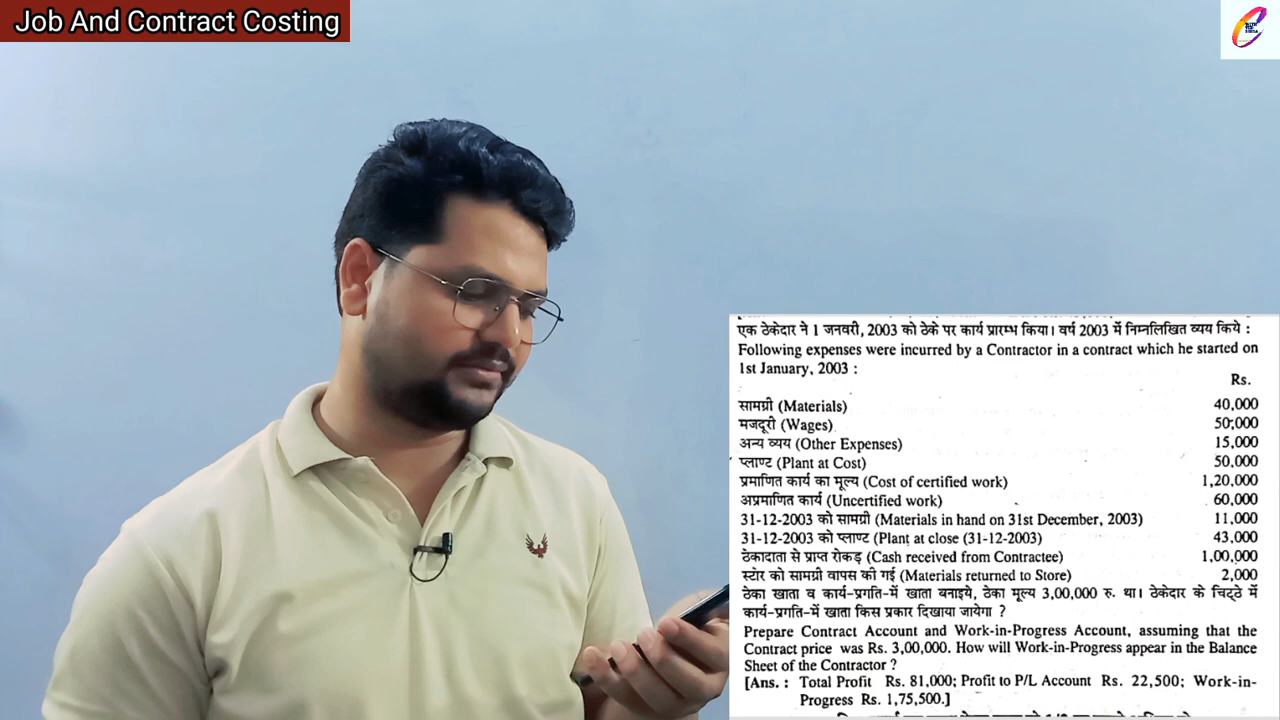 Job And Contract Costing
एक ठेकेदार ने 1 जनवरी, 2003 को ठेके पर कार्य प्रारम्भ किया। वर्ष 2003 में निम्नलिखित व्यय किये :
Following expenses were incurred by a Contractor in a contract which he started on
1st January, 2003 :
Rs.
सामग्री (Materials) 40,000
मजदूरी (Wages) 50,000
अन्य व्यय (Other Expenses) 15,000
प्लाण्ट (Plant at Cost) 50,000
प्रमाणित कार्य का मूल्य (Cost of certified work) 1,20,000
अप्रमाणित कार्य (Uncertified work) 60,000
31-12-2003 को सामग्री (Materials in hand on 31st December, 2003) 11,000
31-12-2003 को प्लाण्ट (Plant at close (31-12-2003) 43,000
ठेकादाता से प्राप्त रोकड़ (Cash received from Contractee) 1,00,000
स्टोर को सामग्री वापस की गई (Materials returned to Store) 2,000
ठेका खाता व कार्य-प्रगति-में खाता बनाइये, ठेका मूल्य 3,00,000 रु. था। ठेकेदार के चिट्ठे में
कार्य-प्रगति-में खाता किस प्रकार दिखाया जायेगा ?
Prepare Contract Account and Work-in-Progress Account, assuming that the
Contract price was Rs. 3,00,000. How will Work-in-Progress appear in the Balance
Sheet of the Contractor ?
[Ans. : Total Profit Rs. 81,000; Profit to P/L Account Rs. 22,500; Work-in-
Progress Rs. 1,75,500.]